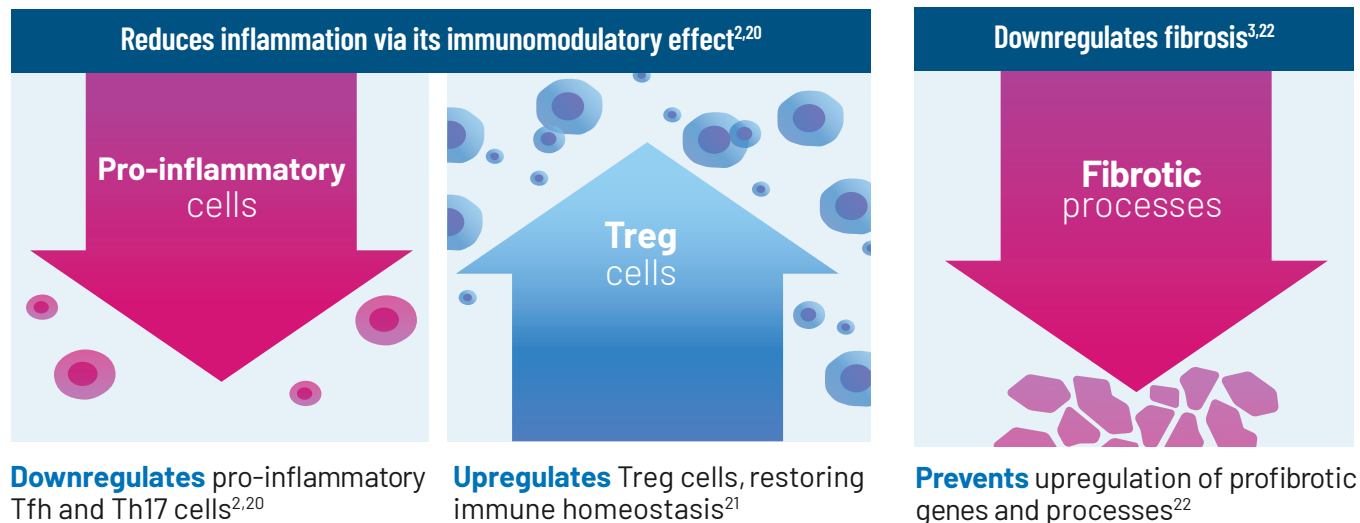 Reduces inflammation via its immunomodulatory effect2,20
Pro-inflammatory
cells
Treg
cells
Downregulates pro-inflammatory
Tfh and Th17 cells2,20
Upregulates Treg cells, restoring
immune homeostasis21
Downregulates fibrosis3,22
Fibrotic
processes
Prevents upregulation of profibrotic
genes and processes22